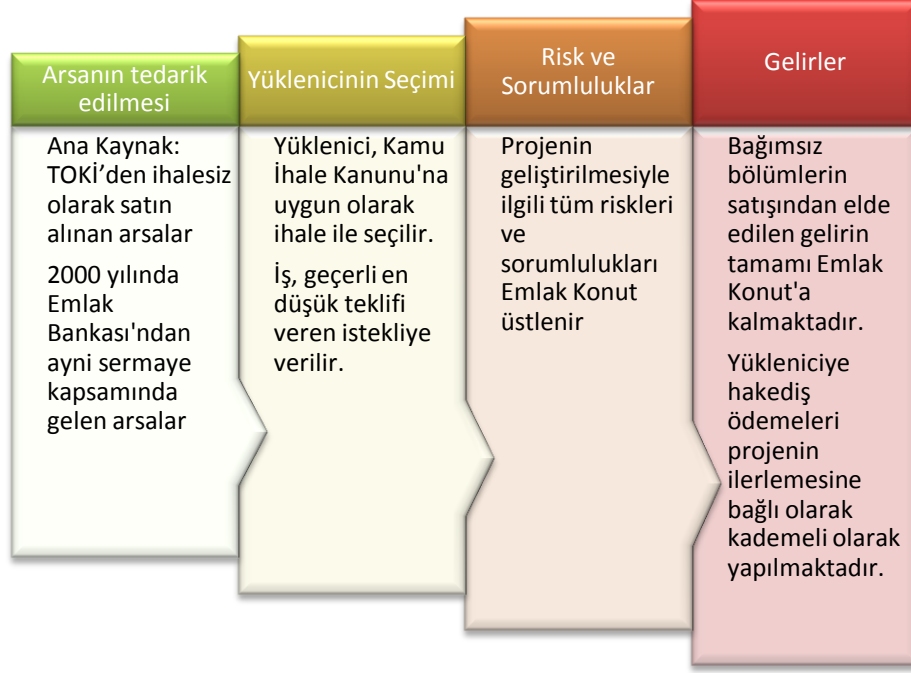 Arsanın tedarik
edilmesi
Ana Kaynak:
TOKİ’den ihalesiz
olarak satın
alınan arsalar
2000 yılında
Emlak
Bankası'ndan
ayni sermaye
kapsamında
gelen arsalar
Yüklenicinin Seçimi
Yüklenici, Kamu
İhale Kanunu'na
uygun olarak
ihale ile seçilir.
İş, geçerli en
düşük teklifi
veren istekliye
verilir.
Risk ve
Sorumluluklar
Projenin
geliştirilmesiyle
ilgili tüm riskleri
ve
sorumlulukları
Emlak Konut
üstlenir
Gelirler
Bağımsız
bölümlerin
satışından elde
edilen gelirin
tamamı Emlak
Konut'a
kalmaktadır.
Yükleniciye
hakediş
ödemeleri
projenin
ilerlemesine
bağlı olarak
kademeli olarak
yapılmaktadır.